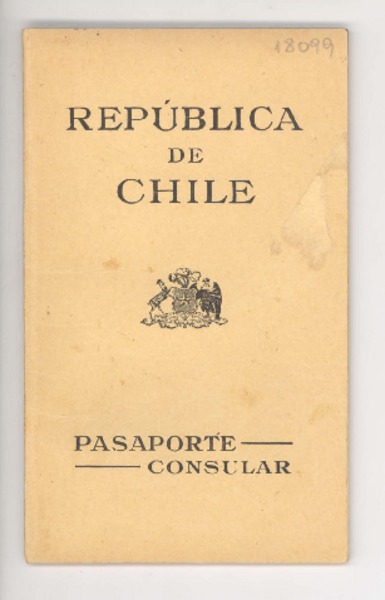 18099
REPÚBLICA
DE
CHILE
PASAPORTE
CONSULAR